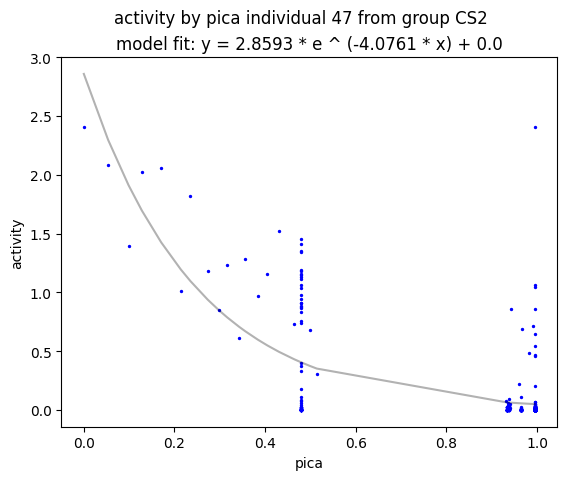 activity by pica individual 47 from group CS2
model fit: y = 2.8593 * e ^ (-4.0761 * x) + 0.0
3.0
2.5
2.0
1.5
1.0
0.5
0.0
activity
0.0 0.2 0.4 0.6 0.8 1.0
pica